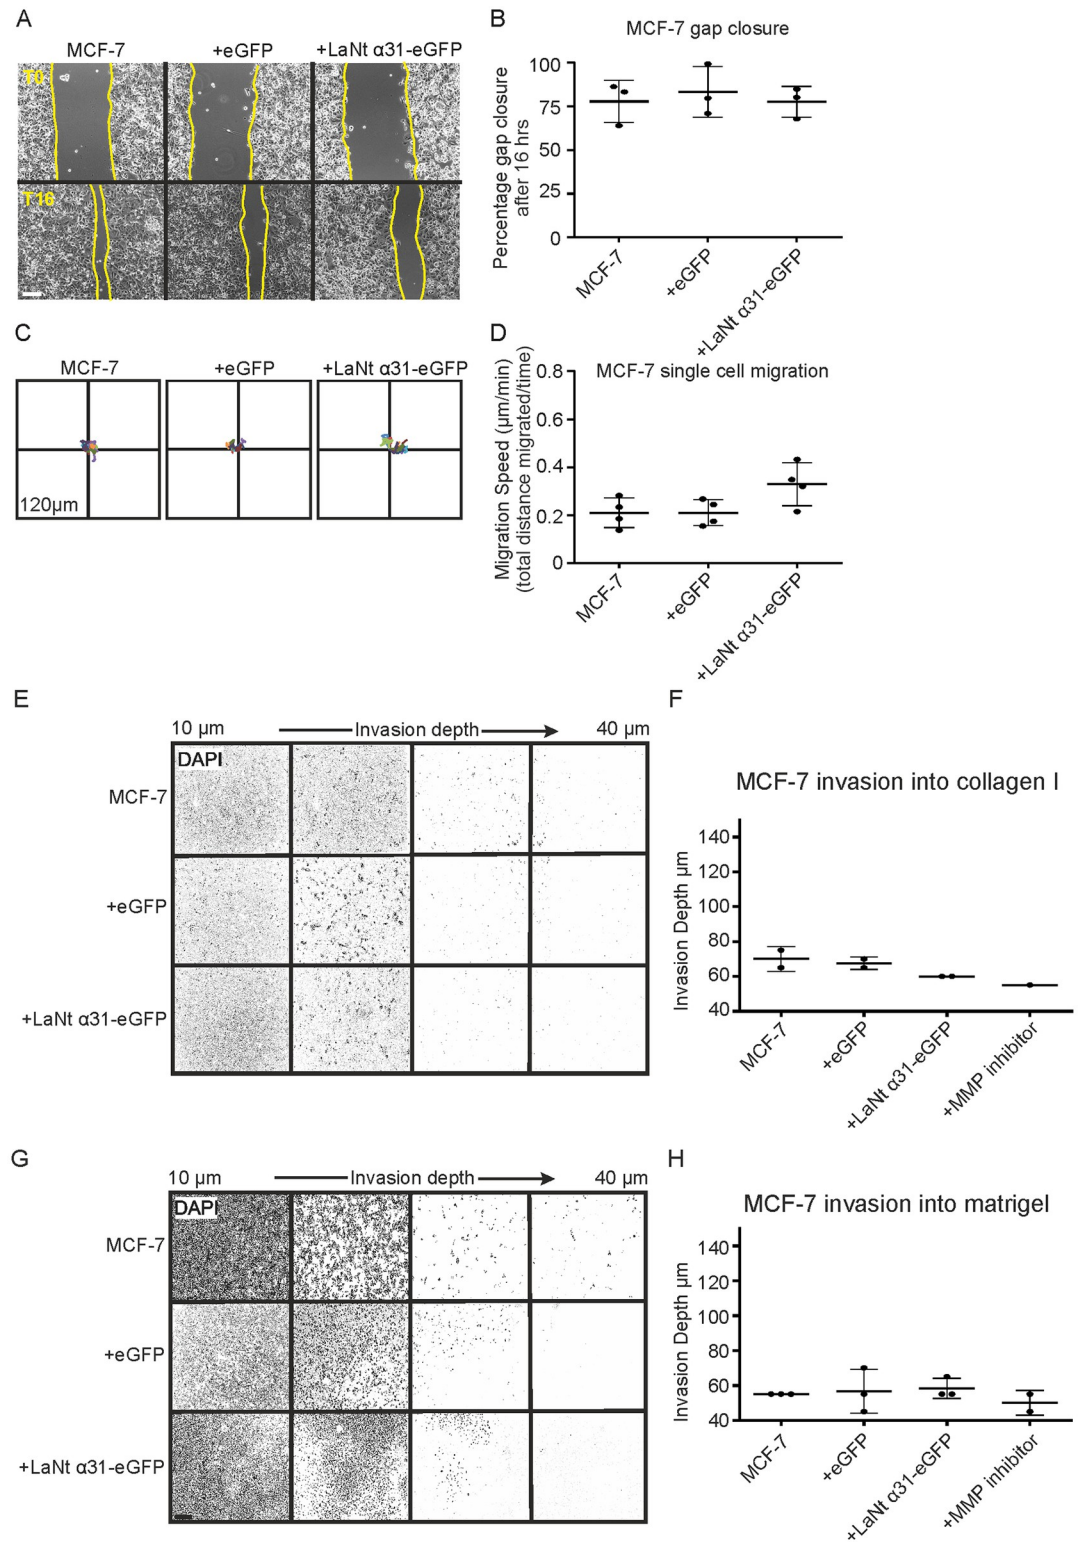 A
MCF-7
+eGFP
+LaNt α31-eGFP
T0
T16
B
MCF-7 gap closure
Percentage gap closure
after 16 hrs
100
75
50
25
0
MCF-7
+eGFP
+LaNt α31-eGFP
C
MCF-7
+eGFP
+LaNt α31-eGFP
120µm
D
MCF-7 single cell migration
Migration Speed (µm/min)
(total distance migrated/time)
0.8
0.6
0.4
0.2
0
MCF-7
+eGFP
+LaNt α31-eGFP
E
10 µm
Invasion depth
40 µm
DAPI
MCF-7
+eGFP
+LaNt α31-eGFP
F
MCF-7 invasion into collagen I
Invasion Depth µm
140
120
100
80
60
40
MCF-7
+eGFP
+LaNt α31-eGFP
+MMP inhibitor
G
10 µm
Invasion depth
40 µm
DAPI
MCF-7
+eGFP
+LaNt α31-eGFP
H
MCF-7 invasion into matrigel
Invasion Depth µm
140
120
100
80
60
40
MCF-7
+eGFP
+LaNt α31-eGFP
+MMP inhibitor